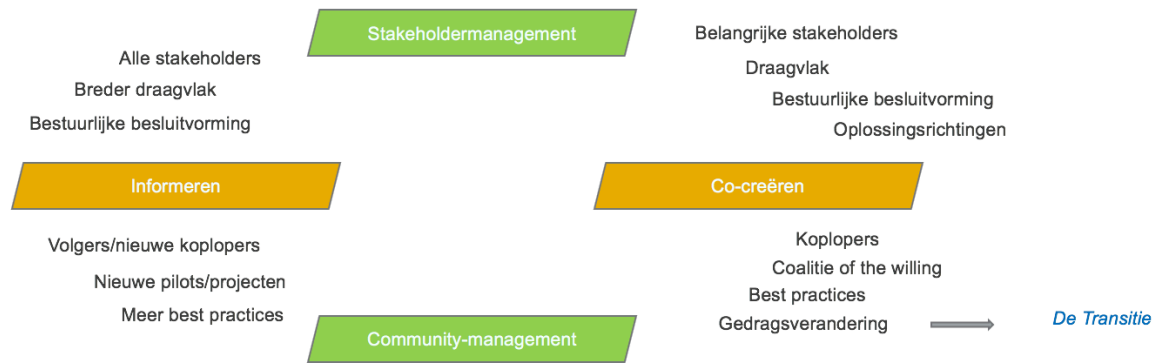 Stakeholdermanagement
Alle stakeholders
Breder draagvlak
Bestuurlijke besluitvorming
Belangrijke stakeholders
Draagvlak
Bestuurlijke besluitvorming
Oplossingsrichtingen
Informeren
Co-creëren
Volgers/nieuwe koplopers
Nieuwe pilots/projecten
Meer best practices
Koplopers
Coalitie of the willing
Best practices
Gedragsverandering
De Transitie
Community-management